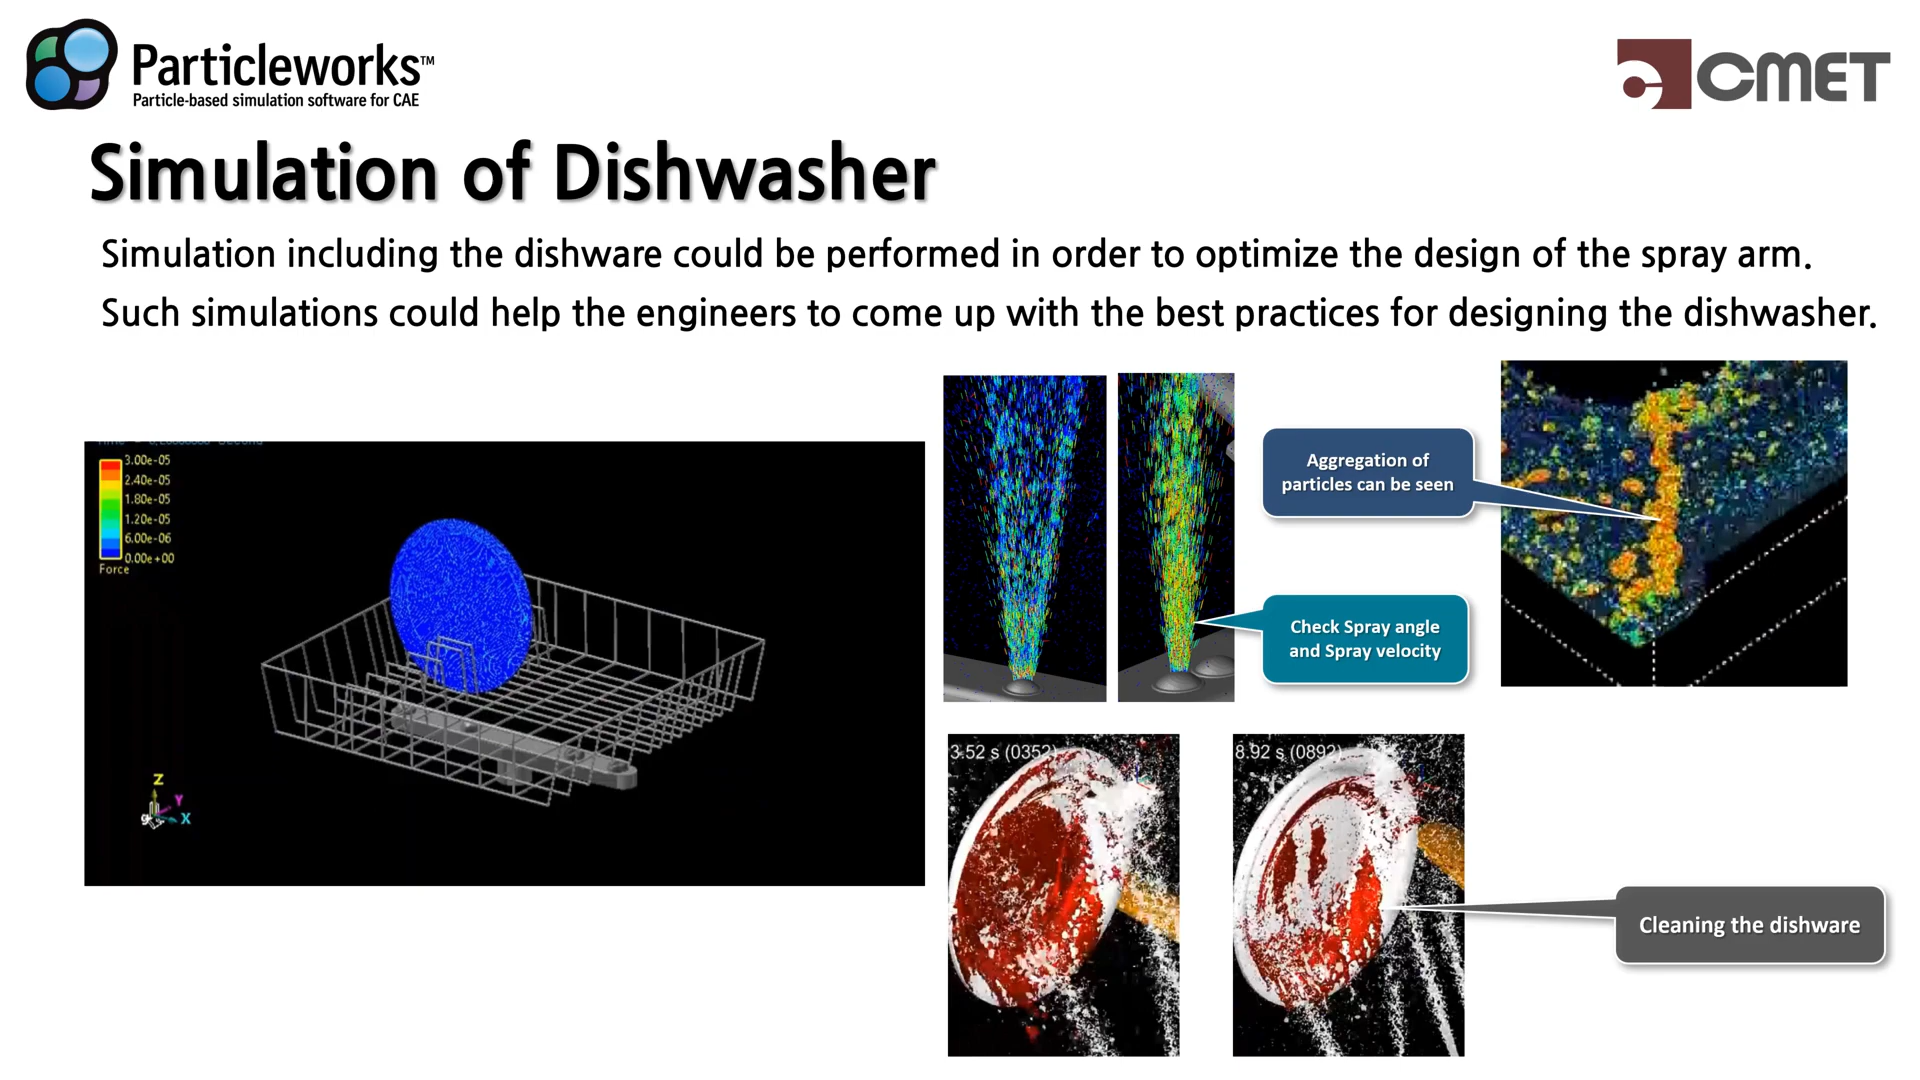 Particleworks™
Particle-based simulation software for CAE
CMET
Simulation of Dishwasher
Simulation including the dishware could be performed in order to optimize the design of the spray arm.
Such simulations could help the engineers to come up with the best practices for designing the dishwasher.
3.00e-05
2.40e-05
1.80e-05
1.20e-05
6.00e-06
0.00e+00
Force
Z
Y
X
g
Aggregation of
particles can be seen
Check Spray angle
and Spray velocity
3.52 s (0352)
8.92 s (0892)
Cleaning the dishware